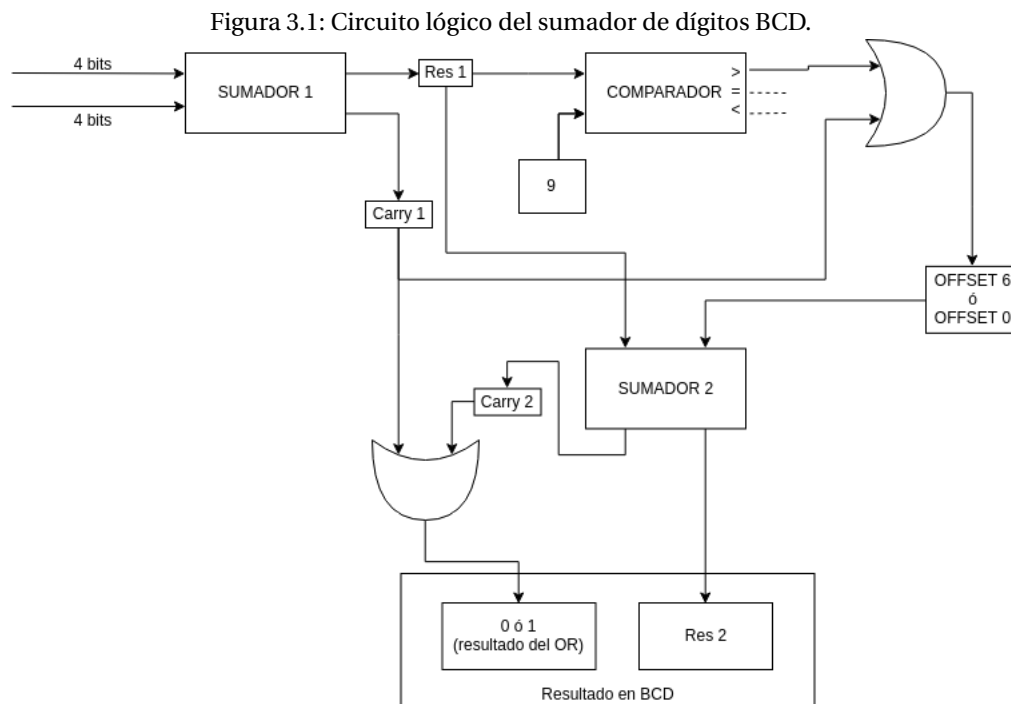 Figura 3.1: Circuito lógico del sumador de dígitos BCD.
4 bits
4 bits
SUMADOR 1
Res 1
COMPARADOR
>
=
<
9
Carry 1
OFFSET 6
ó
OFFSET 0
SUMADOR 2
Carry 2
0 ó 1
(resultado del OR)
Res 2
Resultado en BCD